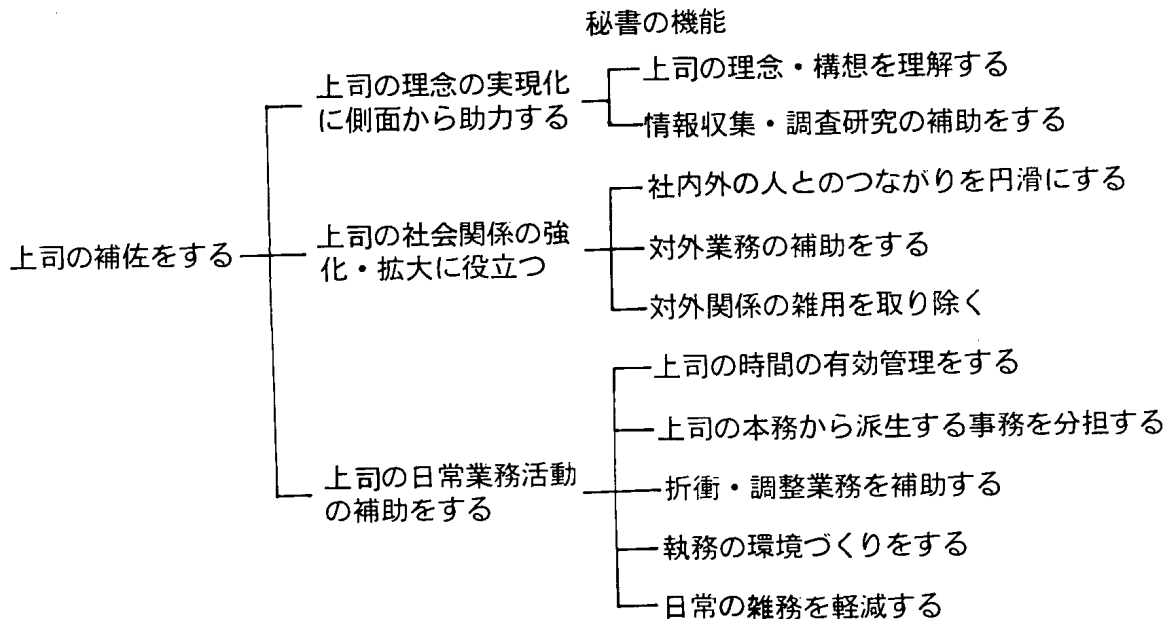 秘書の機能
上司の補佐をする
上司の理念の実現化
に側面から助力する
上司の理念・構想を理解する
情報収集・調査研究の補助をする
上司の社会関係の強
化・拡大に役立つ
社内外の人とのつながりを円滑にする
対外業務の補助をする
対外関係の雑用を取り除く
上司の日常業務活動
の補助をする
上司の時間の有効管理をする
上司の本務から派生する事務を分担する
折衝・調整業務を補助する
執務の環境づくりをする
日常の雑務を軽減する